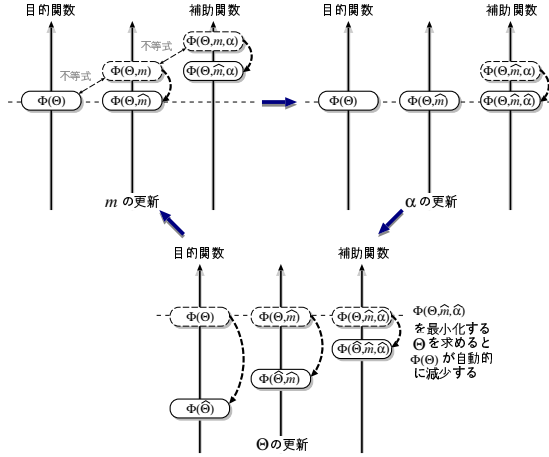 目的関数
補助関数
不等式
Φ(Θ,m,α)
不等式
Φ(Θ,m)
Φ(Θ,m̂,α)
Φ(Θ)
Φ(Θ,m̂)
m の更新
目的関数
補助関数
Φ(Θ,m̂,α)
Φ(Θ)
Φ(Θ,m̂)
Φ(Θ,m̂,α̂)
α の更新
目的関数
補助関数
Φ(Θ)
Φ(Θ,m̂)
Φ(Θ,m̂,α̂)
Φ(Θ̂,m̂,α̂)
Φ(Θ̂,m̂)
Φ(Θ̂)
Θの更新
Φ(Θ,m̂,α̂)
を最小化する
Θを求めると
Φ(Θ) が自動的
に減少する